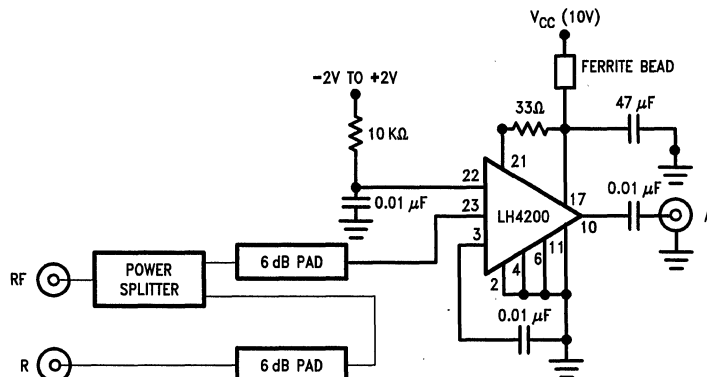 V_CC (10V)
FERRITE BEAD
-2V TO +2V
33Ω
47 μF
10 KΩ
21
22
0.01 μF
17
0.01 μF
23
LH4200
10
A
3
11
6
4
2
6 dB PAD
POWER
SPLITTER
RF
0.01 μF
R
6 dB PAD